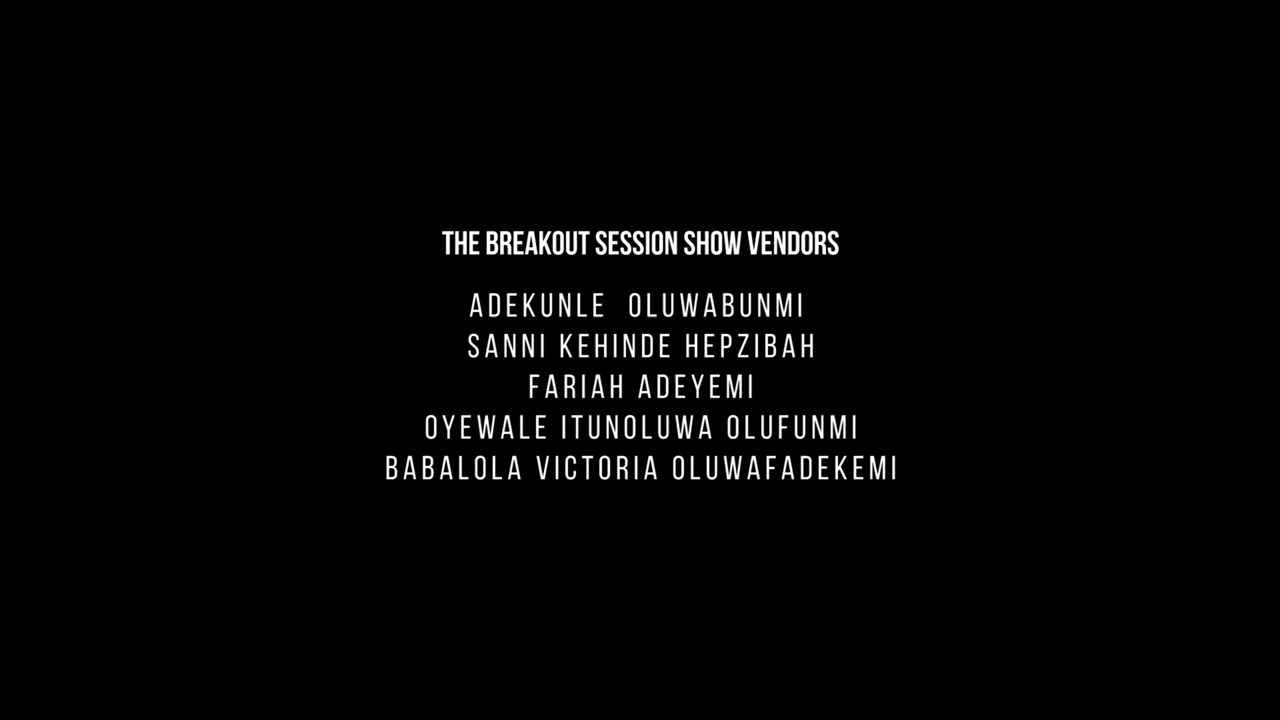 THE BREAKOUT SESSION SHOW VENDORS
ADEKUNLE OLUWABUNMI
SANNI KEHINDE HEPZIBAH
FARIAH ADEYEMI
OYEWALE ITUNOLUWA OLUFUNMI
BABALOLA VICTORIA OLUWAFADEKEMI